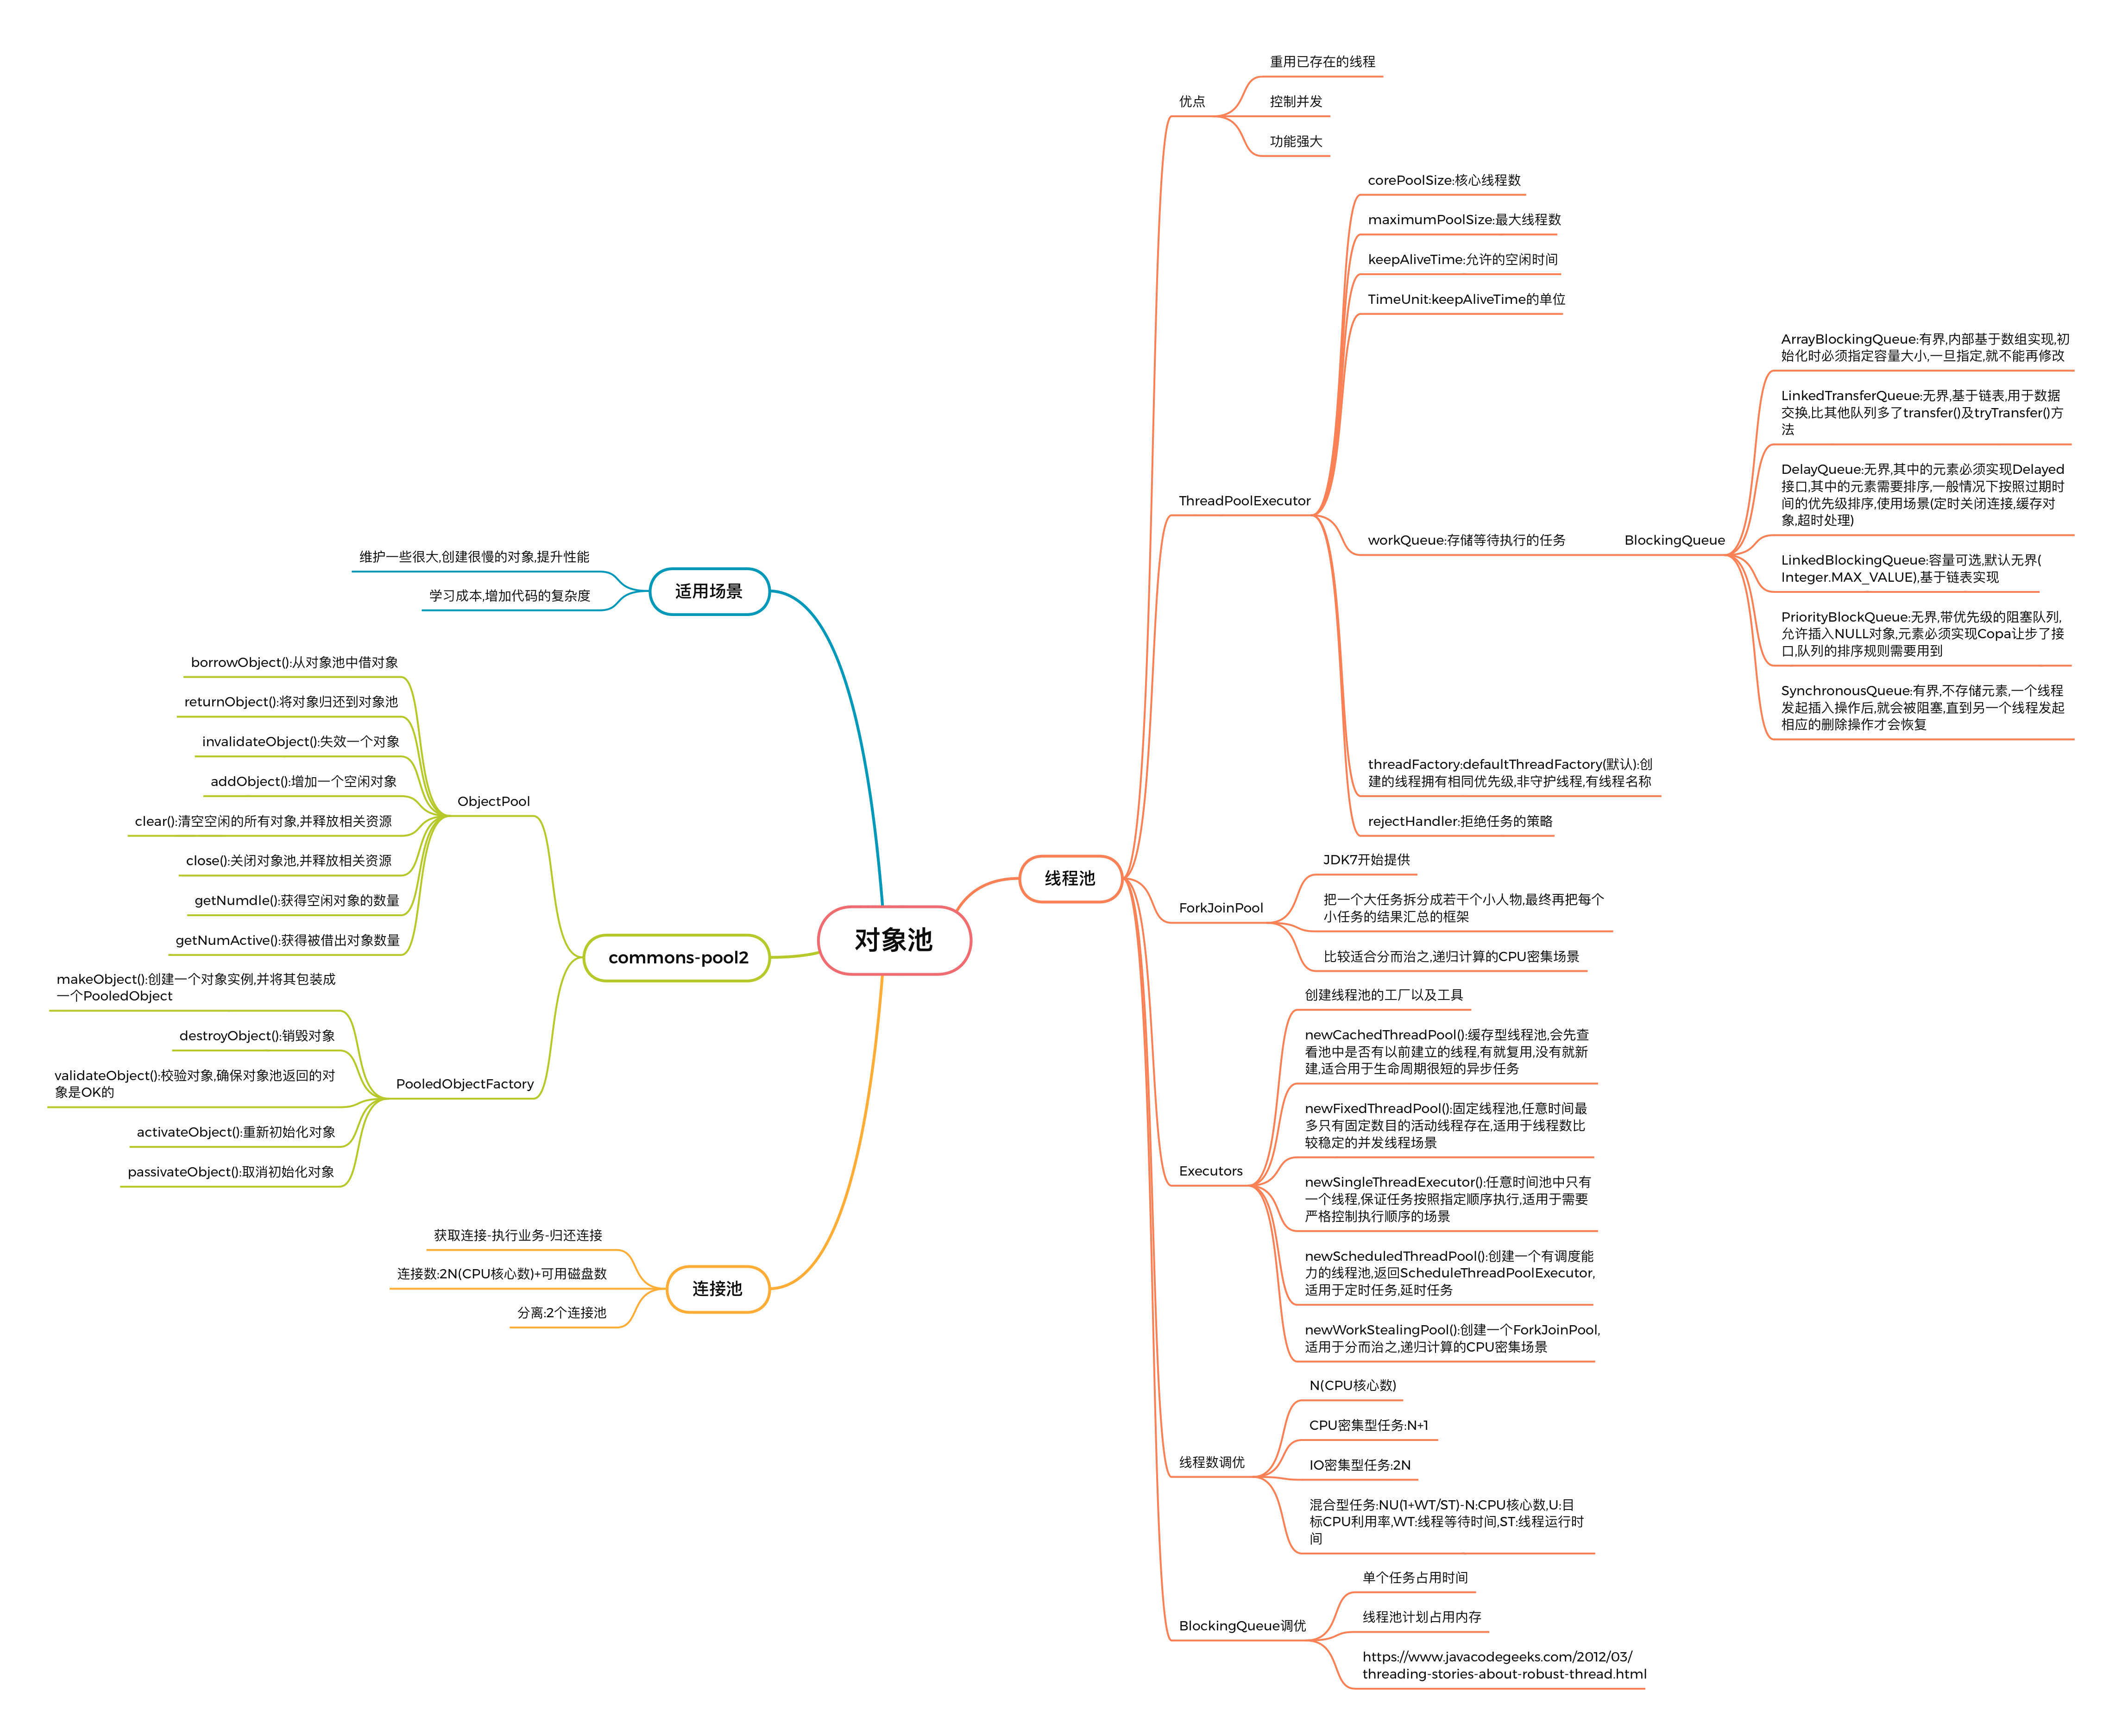 对象池
适用场景
维护一些很大,创建很慢的对象,提升性能
学习成本,增加代码的复杂度
commons-pool2
ObjectPool
borrowObject():从对象池中借对象
returnObject():将对象归还到对象池
invalidateObject():失效一个对象
addObject():增加一个空闲对象
clear():清空空闲的所有对象,并释放相关资源
close():关闭对象池,并释放相关资源
getNumdle():获得空闲对象的数量
getNumActive():获得被借出对象数量
PooledObjectFactory
makeObject():创建一个对象实例,并将其包装成
一个PooledObject
destroyObject():销毁对象
validateObject():校验对象,确保对象池返回的对
象是OK的
activateObject():重新初始化对象
passivateObject():取消初始化对象
连接池
获取连接-执行业务-归还连接
连接数:2N(CPU核心数)+可用磁盘数
分离:2个连接池
线程池
优点
重用已存在的线程
控制并发
功能强大
ThreadPoolExecutor
corePoolSize:核心线程数
maximumPoolSize:最大线程数
keepAliveTime:允许的空闲时间
TimeUnit:keepAliveTime的单位
workQueue:存储等待执行的任务
BlockingQueue
ArrayBlockingQueue:有界,内部基于数组实现,初
始化时必须指定容量大小,一旦指定,就不能再修改
LinkedTransferQueue:无界,基于链表,用于数据
交换,比其他队列多了transfer()及tryTransfer()方
法
DelayQueue:无界,其中的元素必须实现Delayed
接口,其中的元素需要排序,一般情况下按照过期时
间的优先级排序,使用场景(定时关闭连接,缓存对
象,超时处理)
LinkedBlockingQueue:容量可选,默认无界(
Integer.MAX_VALUE),基于链表实现
PriorityBlockQueue:无界,带优先级的阻塞队列,
允许插入NULL对象,元素必须实现Copa让步了接
口,队列的排序规则需要用到
SynchronousQueue:有界,不存储元素,一个线程
发起插入操作后,就会被阻塞,直到另一个线程发起
相应的删除操作才会恢复
threadFactory:defaultThreadFactory(默认):创
建的线程拥有相同优先级,非守护线程,有线程名称
rejectHandler:拒绝任务的策略
ForkJoinPool
JDK7开始提供
把一个大任务拆分成若干个小人物,最终再把每个
小任务的结果汇总的框架
比较适合分而治之,递归计算的CPU密集场景
Executors
创建线程池的工厂以及工具
newCachedThreadPool():缓存型线程池,会先查
看池中是否有以前建立的线程,有就复用,没有就新
建,适合用于生命周期很短的异步任务
newFixedThreadPool():固定线程池,任意时间最
多只有固定数目的活动线程存在,适用于线程数比
较稳定的并发线程场景
newSingleThreadExecutor():任意时间池中只有
一个线程,保证任务按照指定顺序执行,适用于需要
严格控制执行顺序的场景
newScheduledThreadPool():创建一个有调度能
力的线程池,返回ScheduleThreadPoolExecutor,
适用于定时任务,延时任务
newWorkStealingPool():创建一个ForkJoinPool,
适用于分而治之,递归计算的CPU密集场景
线程数调优
N(CPU核心数)
CPU密集型任务:N+1
IO密集型任务:2N
混合型任务:NU(1+WT/ST)-N:CPU核心数,U:目
标CPU利用率,WT:线程等待时间,ST:线程运行时
间
BlockingQueue调优
单个任务占用时间
线程池计划占用内存
https://www.javacodegeeks.com/2012/03/
threading-stories-about-robust-thread.html